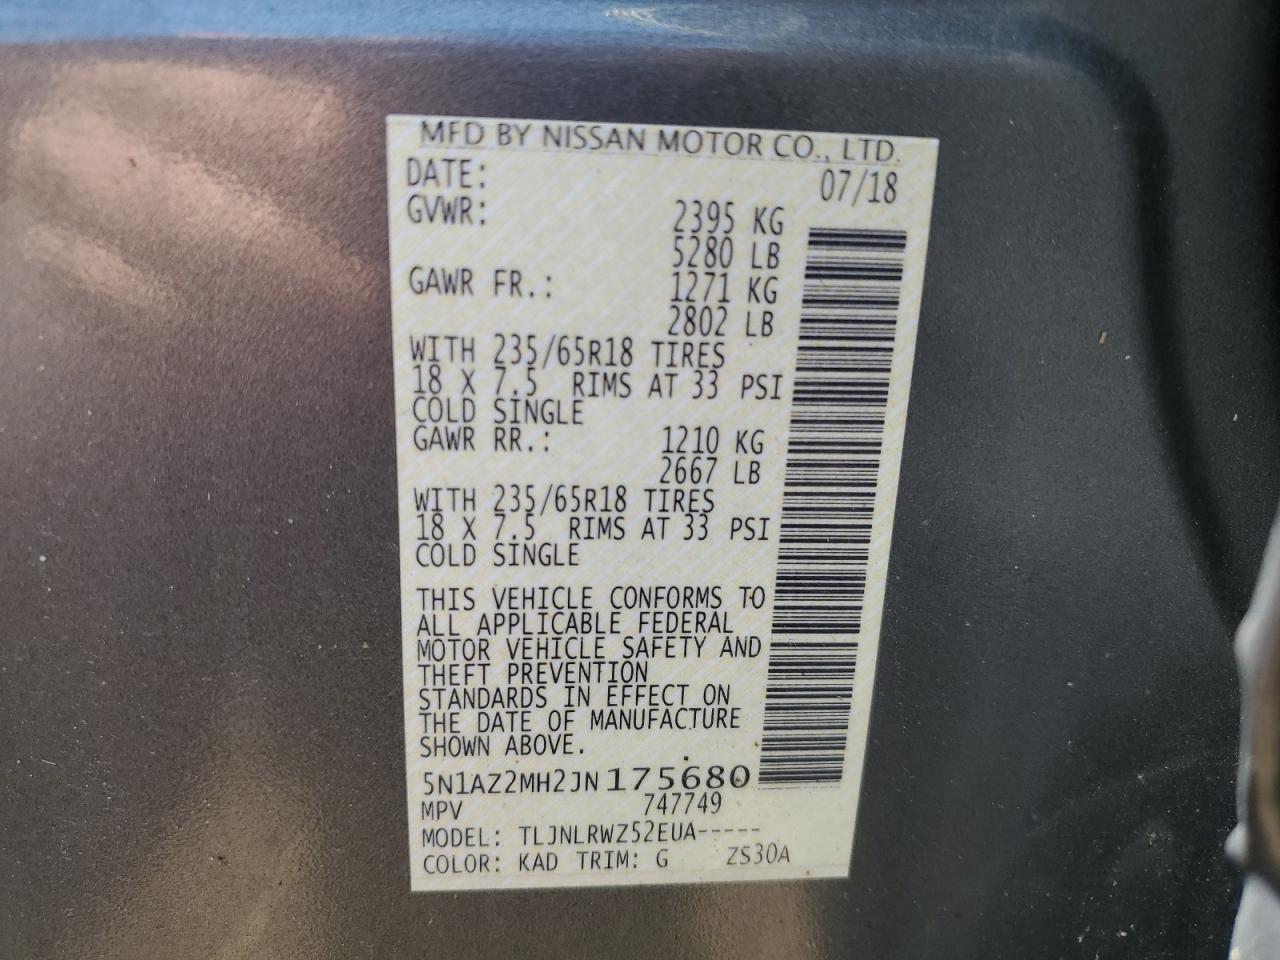 MFD BY NISSAN MOTOR CO., LTD.
DATE: 07/18
GVWR: 2395 KG
5280 LB
GAWR FR.: 1271 KG
2802 LB
WITH 235/65R18 TIRES
18 X 7.5 RIMS AT 33 PSI
COLD SINGLE
GAWR RR.: 1210 KG
2667 LB
WITH 235/65R18 TIRES
18 X 7.5 RIMS AT 33 PSI
COLD SINGLE
THIS VEHICLE CONFORMS TO
ALL APPLICABLE FEDERAL
MOTOR VEHICLE SAFETY AND
THEFT PREVENTION
STANDARDS IN EFFECT ON
THE DATE OF MANUFACTURE
SHOWN ABOVE.
5N1AZ2MH2JN175680
MPV 747749
MODEL: TLJNLRWZ52EUA-----
COLOR: KAD TRIM: G ZS30A